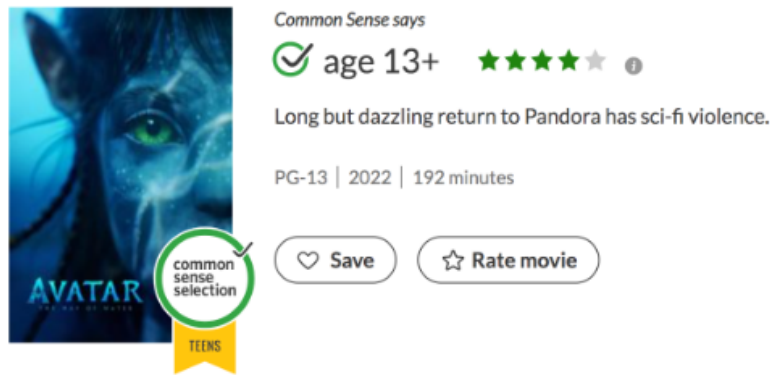 Common Sense says
age 13+
Long but dazzling return to Pandora has sci-fi violence.
PG-13 | 2022 | 192 minutes
Save
Rate movie
AVATAR
THE WAY OF WATER
common
sense
selection
TEENS